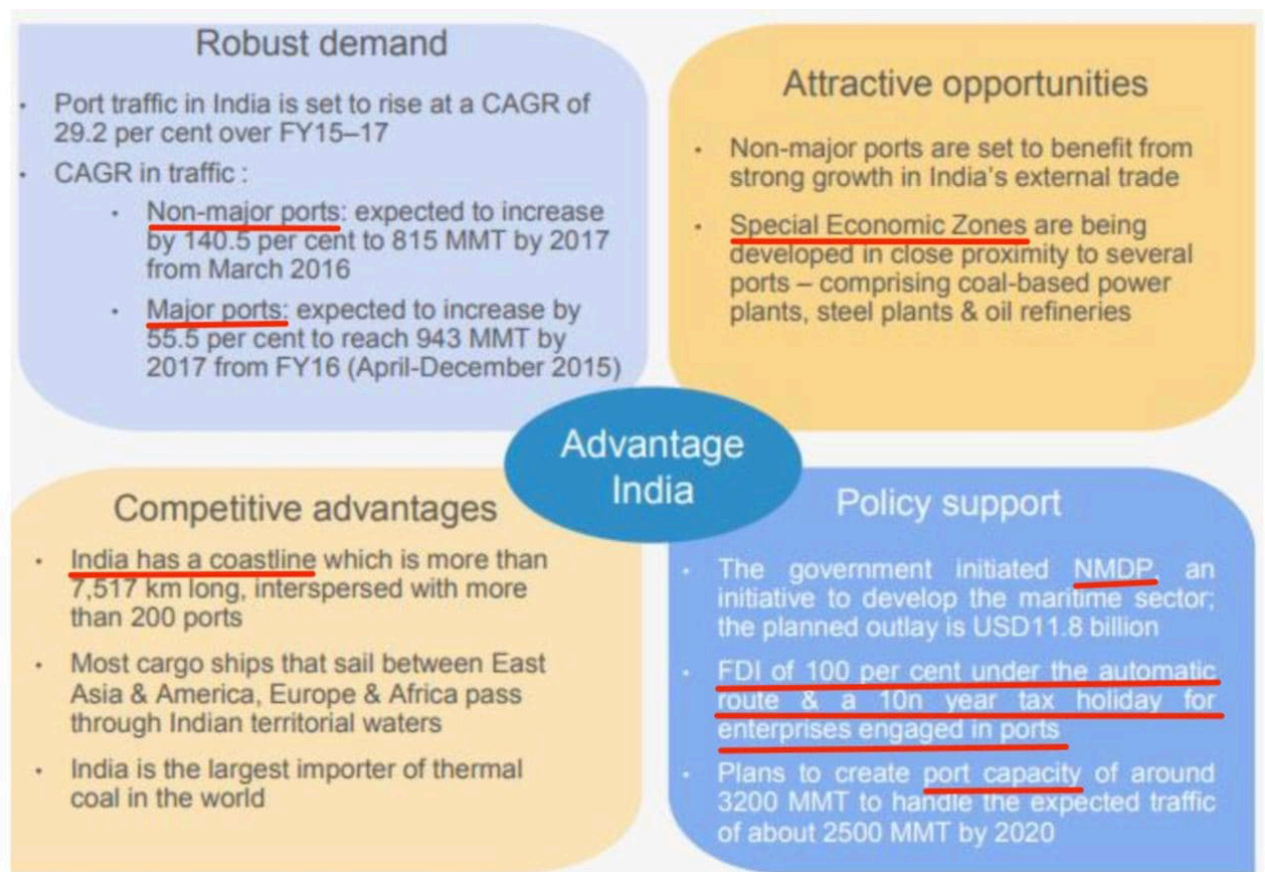 Robust demand
• Port traffic in India is set to rise at a CAGR of
29.2 per cent over FY15–17
• CAGR in traffic :
• Non-major ports: expected to increase
by 140.5 per cent to 815 MMT by 2017
from March 2016
• Major ports: expected to increase by
55.5 per cent to reach 943 MMT by
2017 from FY16 (April-December 2015)
Attractive opportunities
• Non-major ports are set to benefit from
strong growth in India's external trade
• Special Economic Zones are being
developed in close proximity to several
ports – comprising coal-based power
plants, steel plants & oil refineries
Advantage
India
Competitive advantages
• India has a coastline which is more than
7,517 km long, interspersed with more
than 200 ports
• Most cargo ships that sail between East
Asia & America, Europe & Africa pass
through Indian territorial waters
• India is the largest importer of thermal
coal in the world
Policy support
• The government initiated NMDP, an
initiative to develop the maritime sector;
the planned outlay is USD11.8 billion
• FDI of 100 per cent under the automatic
route & a 10n year tax holiday for
enterprises engaged in ports
• Plans to create port capacity of around
3200 MMT to handle the expected traffic
of about 2500 MMT by 2020